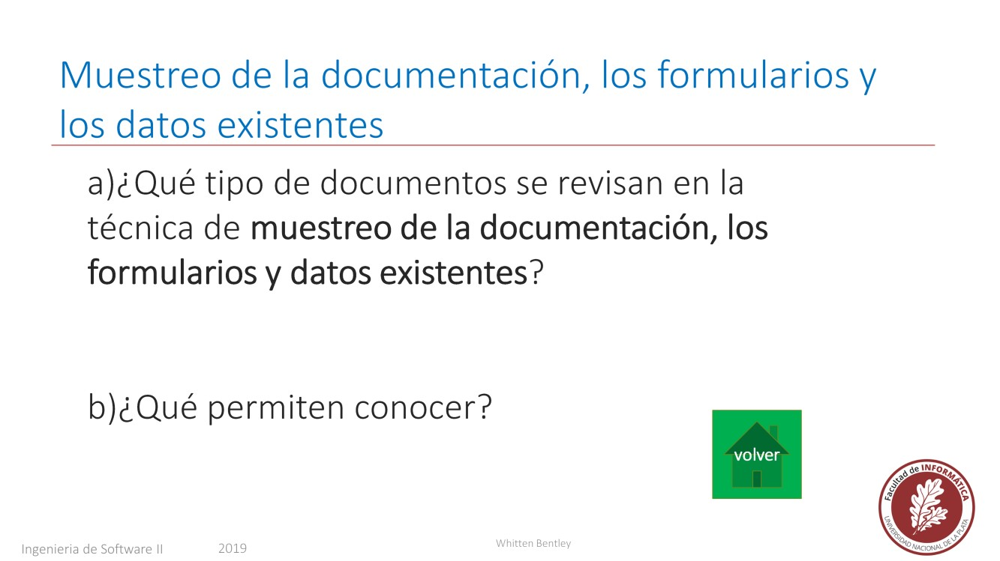 Muestreo de la documentación, los formularios y
los datos existentes
a)¿Qué tipo de documentos se revisan en la
técnica de muestreo de la documentación, los
formularios y datos existentes?
b)¿Qué permiten conocer?
volver
Facultad de INFORMÁTICA
UNIVERSIDAD NACIONAL DE LA PLATA
Ingenieria de Software II
2019
Whitten Bentley